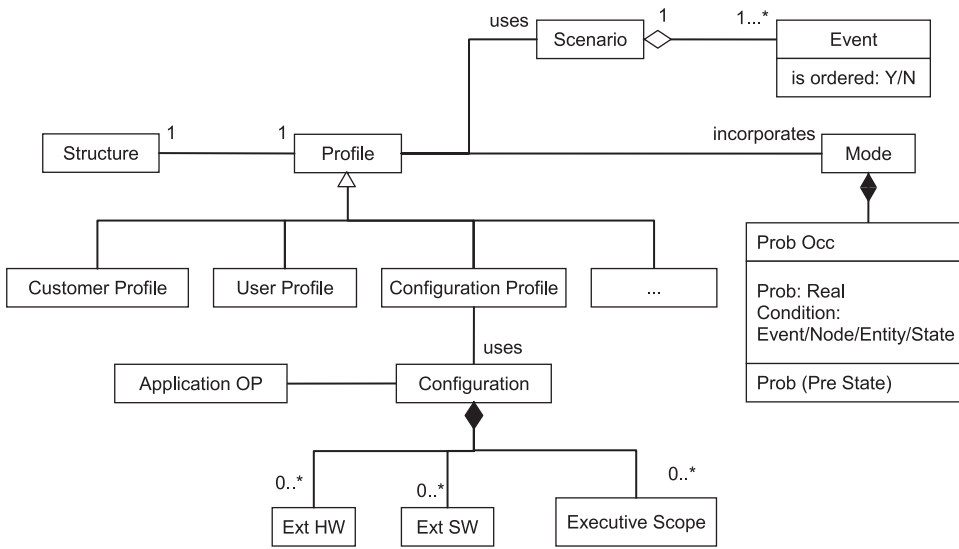 uses
1
1...*
Scenario
Event
is ordered: Y/N
1
1
incorporates
Structure
Profile
Mode
Prob Occ
Customer Profile
User Profile
Configuration Profile
...
Prob: Real
Condition:
Event/Node/Entity/State
uses
Application OP
Configuration
Prob (Pre State)
0..*
0..*
0..*
Ext HW
Ext SW
Executive Scope